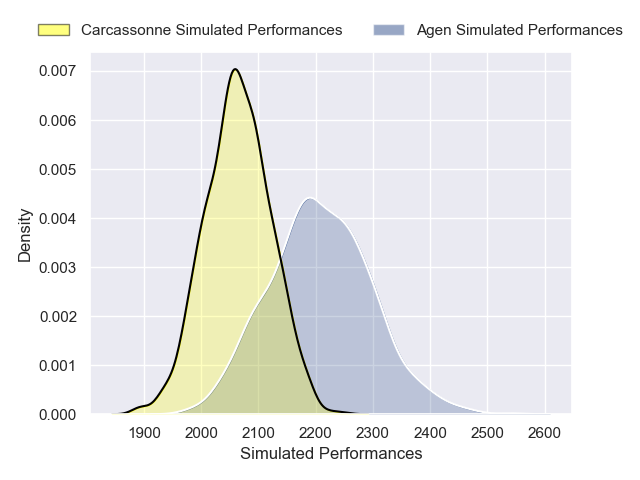 Carcassonne Simulated Performances
Agen Simulated Performances
0.007
0.006
0.005
0.004
0.003
0.002
0.001
0.000
Density
1900 2000 2100 2200 2300 2400 2500 2600
Simulated Performances